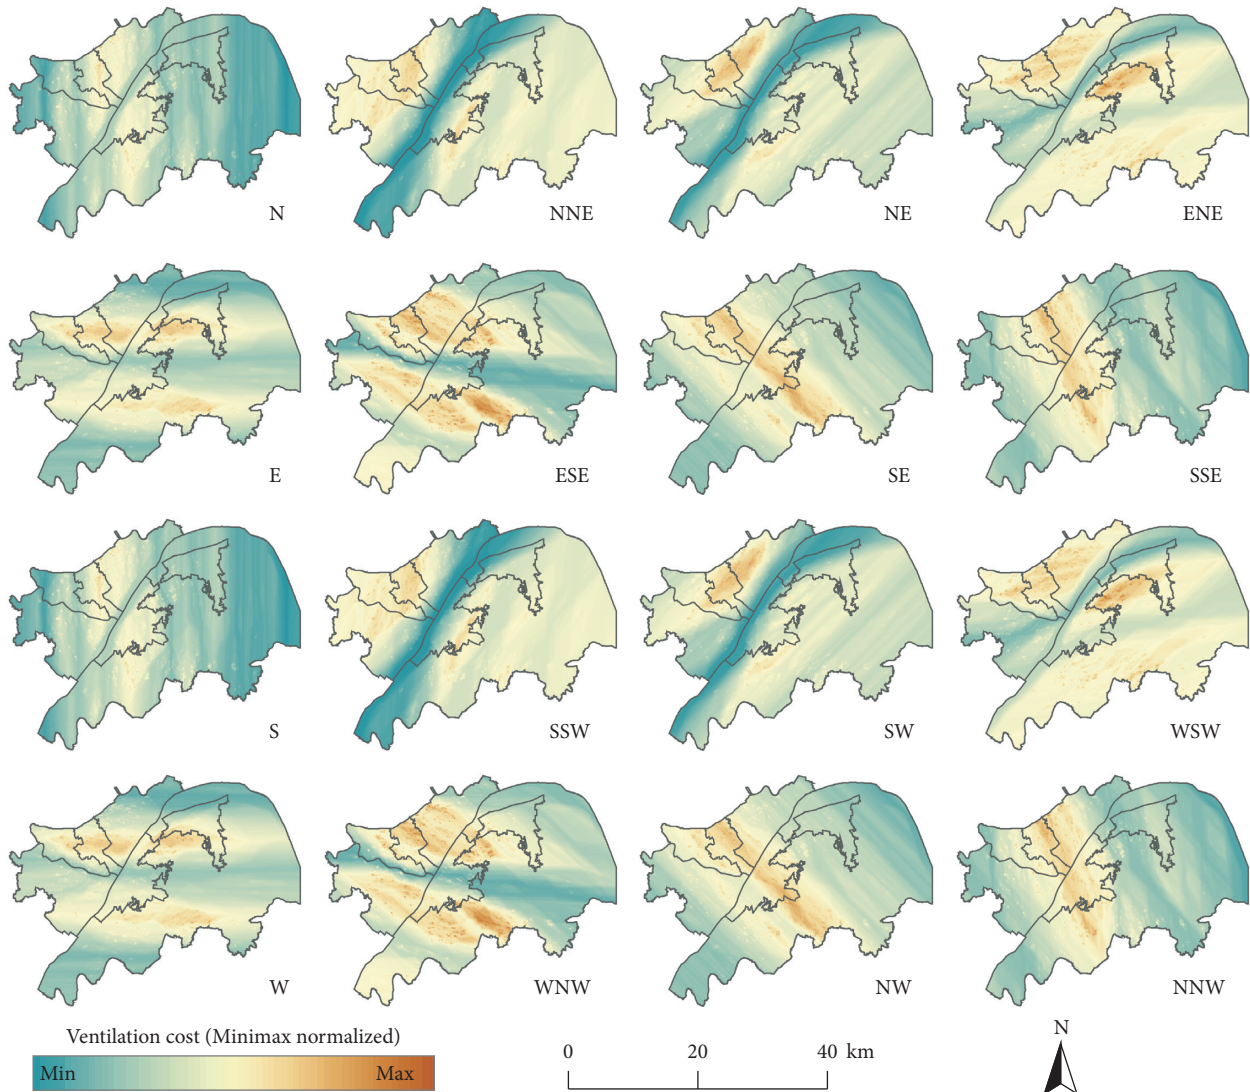 N
NNE
NE
ENE
E
ESE
SE
SSE
S
SSW
SW
WSW
W
WNW
NW
NNW
Ventilation cost (Minimax normalized)
Min Max
0 20 40 km
N